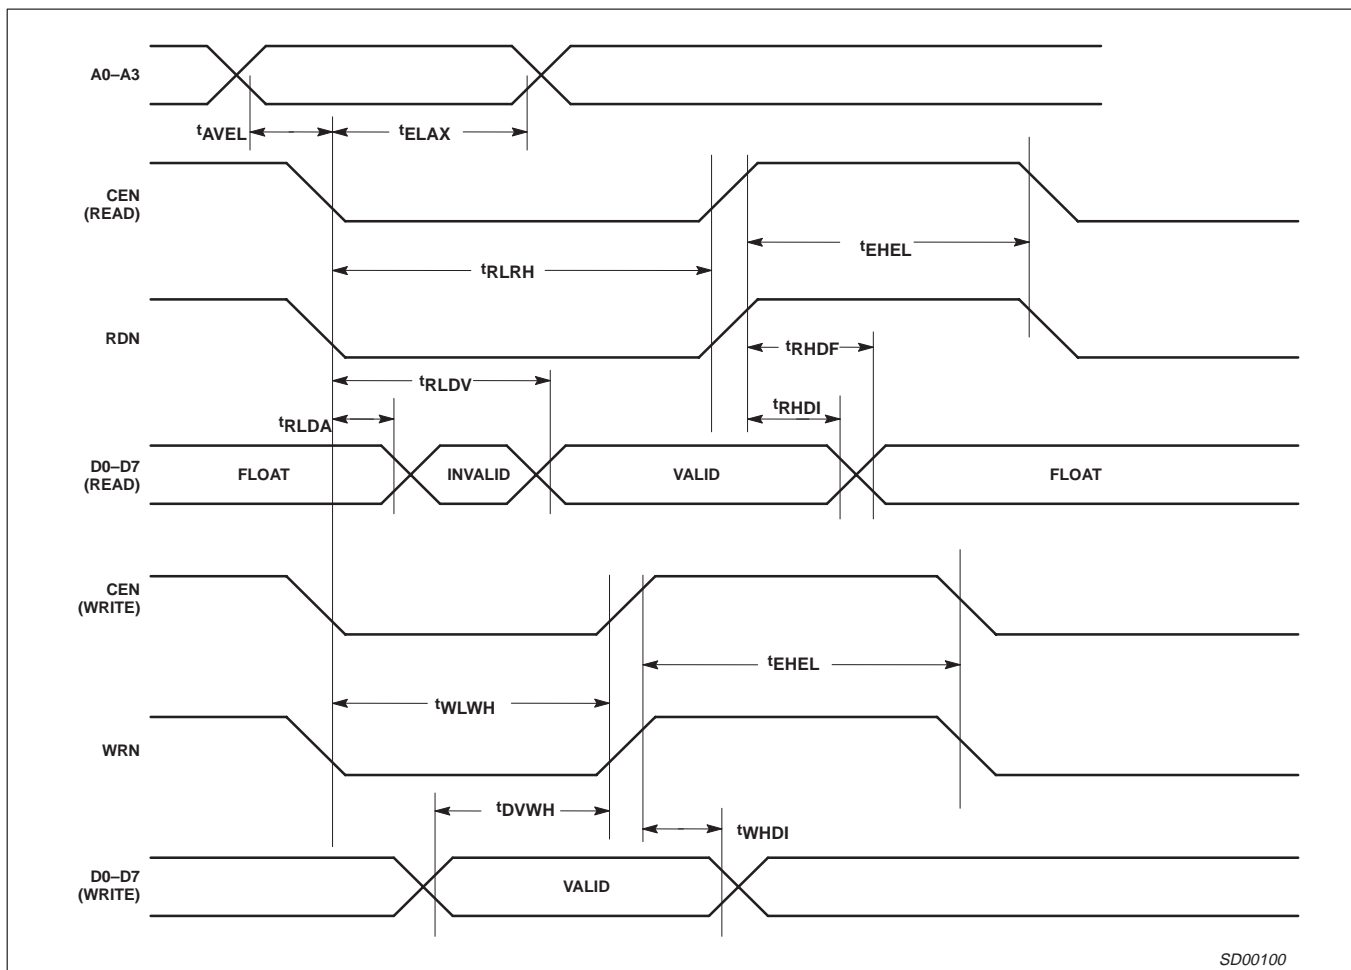 A0–A3
tAVEL
tELAX
CEN
(READ)
tEHEL
tRLRH
RDN
tRHDF
tRLDV
tRHDI
tRLDA
D0–D7
(READ)
FLOAT
INVALID
VALID
FLOAT
CEN
(WRITE)
tEHEL
tWLWH
WRN
tDVWH
tWHDI
D0–D7
(WRITE)
VALID
SD00100